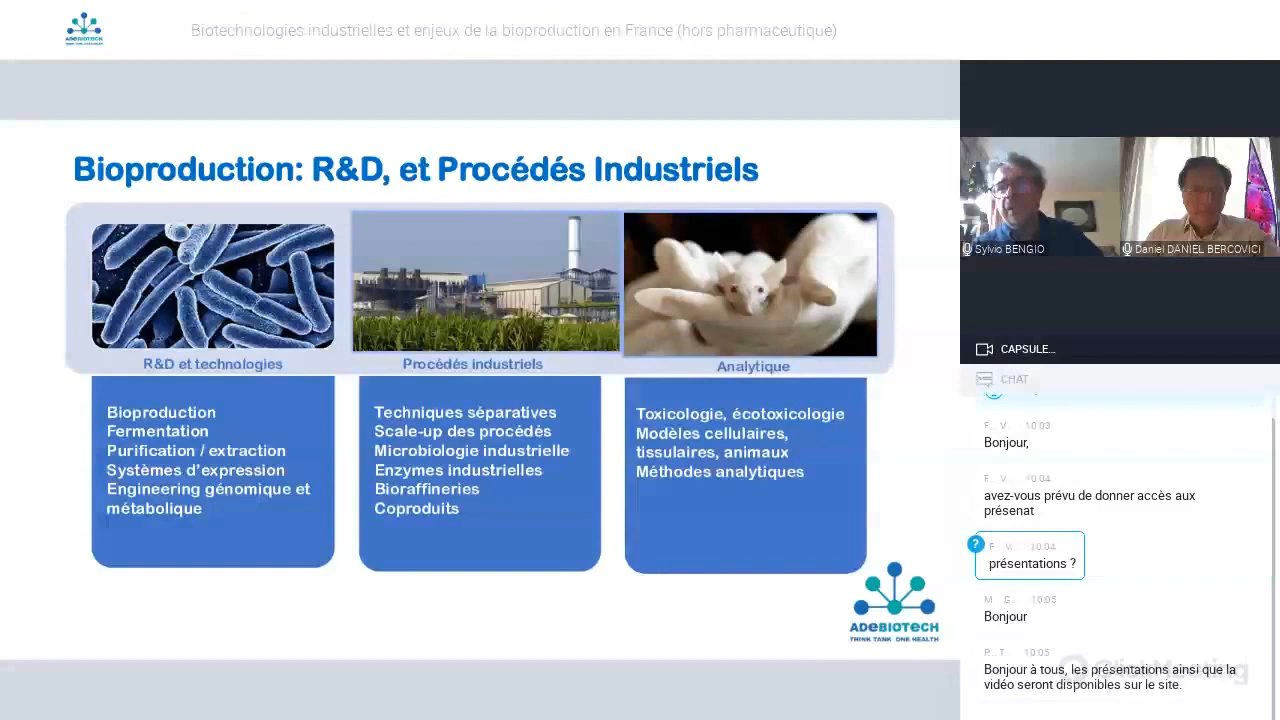 ADEBIOTECH
Biotechnologies industrielles et enjeux de la bioproduction en France (hors pharmaceutique)
Bioproduction: R&D, et Procédés Industriels
R&D et technologies
Bioproduction
Fermentation
Purification / extraction
Systèmes d'expression
Engineering génomique et
métabolique
Procédés industriels
Techniques séparatives
Scale-up des procédés
Microbiologie industrielle
Enzymes industrielles
Bioraffineries
Coproduits
Analytique
Toxicologie, écotoxicologie
Modèles cellulaires,
tissulaires, animaux
Méthodes analytiques
ADEBIOTECH
THINK TANK ONE HEALTH
Sylvio BENGIO
Daniel DANIEL BERCOVICI
CAPSULE...
CHAT
F... V... 10:03
Bonjour,
F... V... 10:04
avez-vous prévu de donner accès aux
présenat
?
F... V... 10:04
présentations ?
M... G... 10:05
Bonjour
P... T... 10:05
Bonjour à tous, les présentations ainsi que la
vidéo seront disponibles sur le site.
ClickMeeting